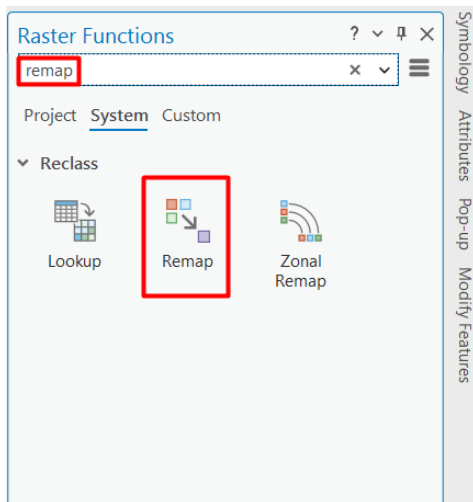 Raster Functions
remap
Project System Custom
Reclass
Lookup
Remap
Zonal
Remap
Symbology
Attributes
Pop-up
Modify Features